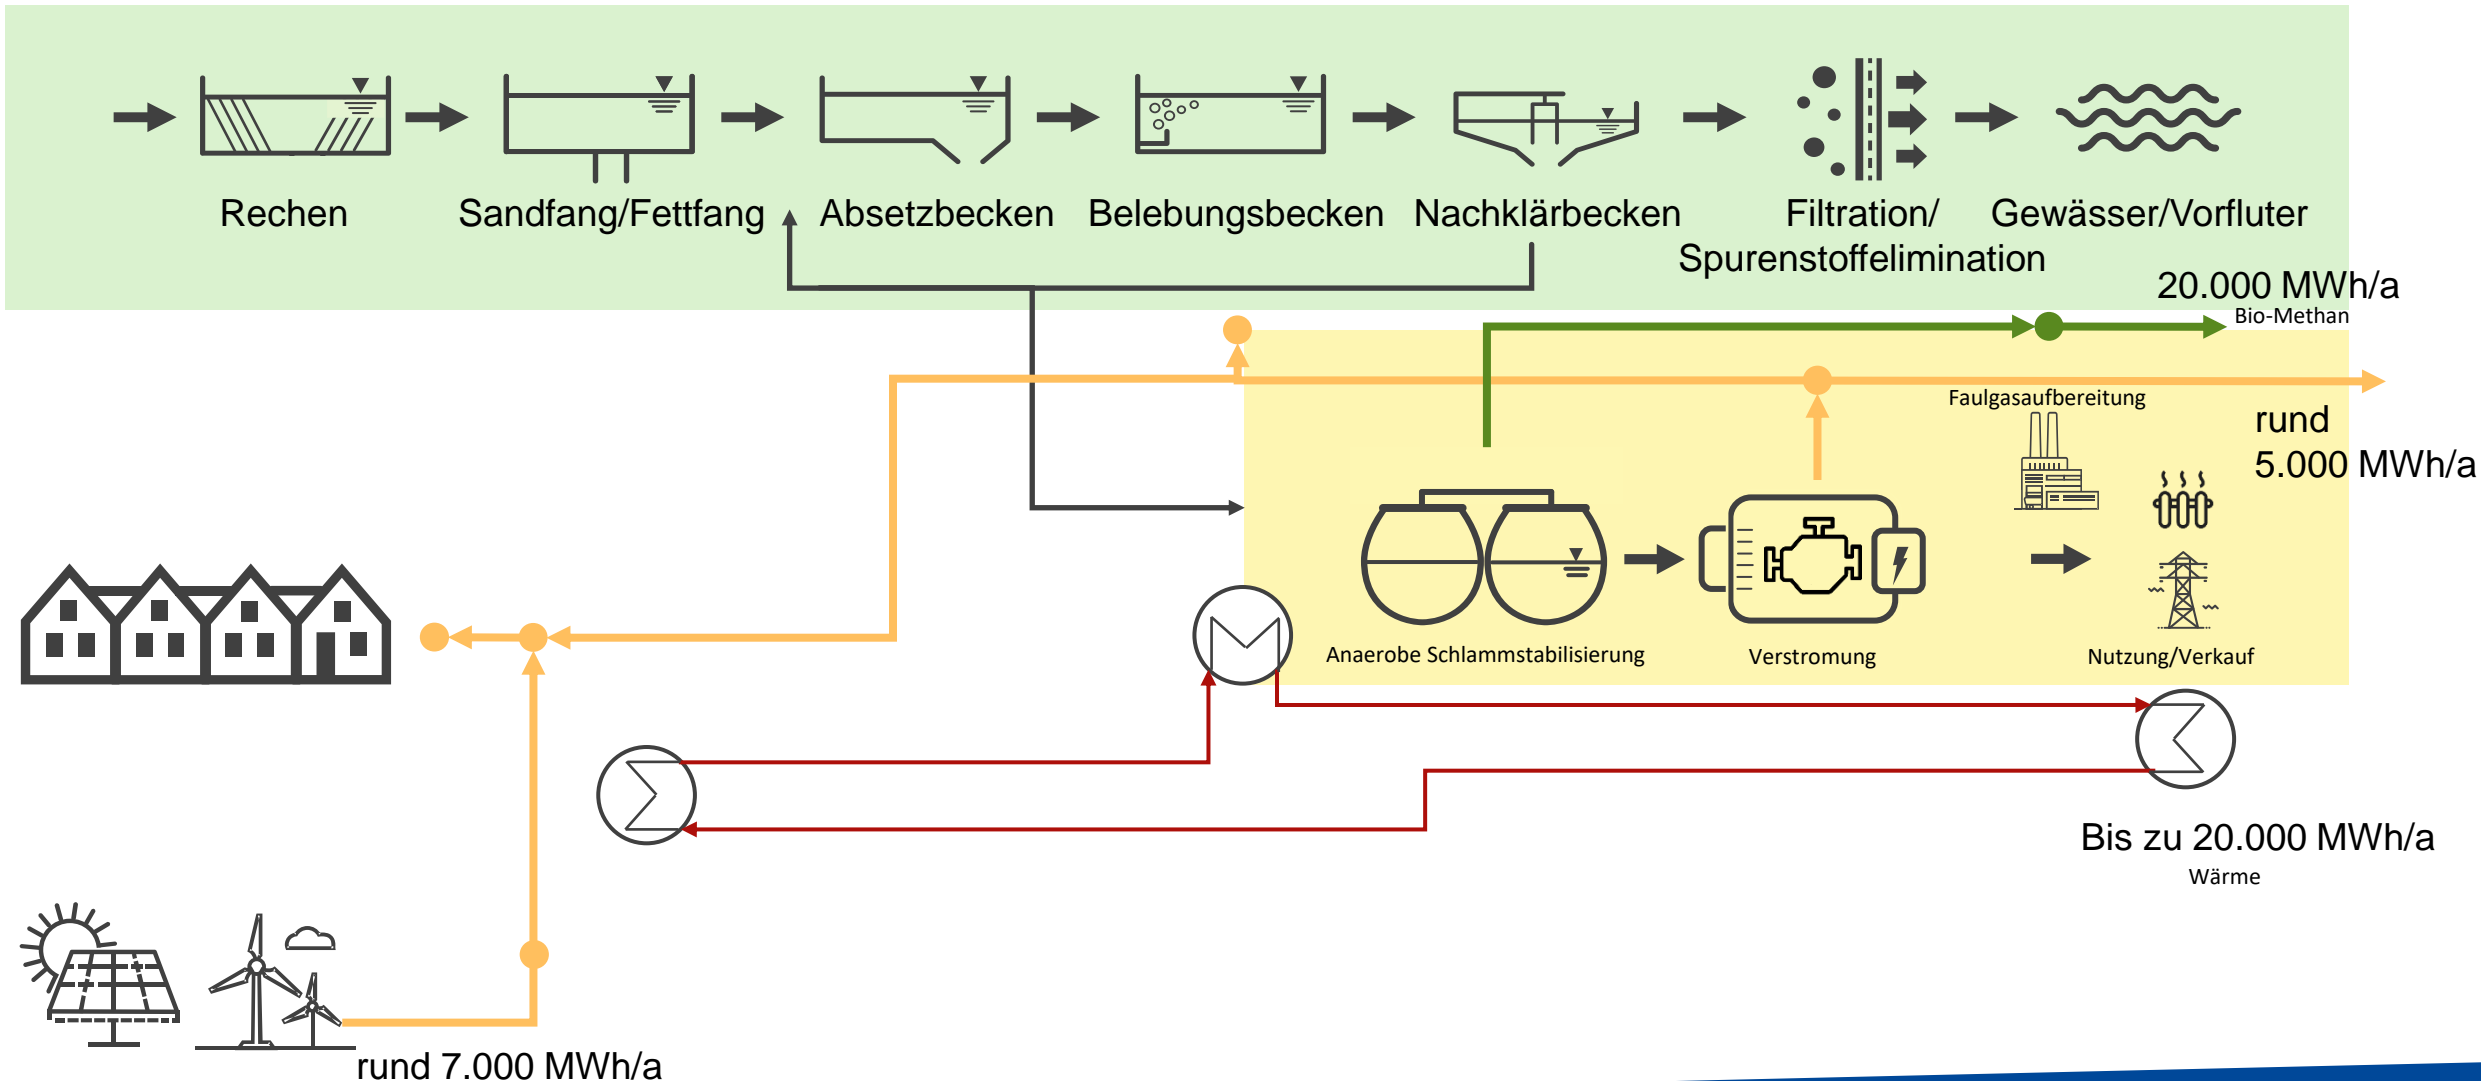 Rechen
Sandfang/Fettfang
Absetzbecken
Belebungsbecken
Nachklärbecken
Filtration/
Spurenstoffelimination
Gewässer/Vorfluter
20.000 MWh/a
Bio-Methan
Faulgasaufbereitung
rund
5.000 MWh/a
Anaerobe Schlammstabilisierung
Verstromung
Nutzung/Verkauf
Bis zu 20.000 MWh/a
Wärme
rund 7.000 MWh/a